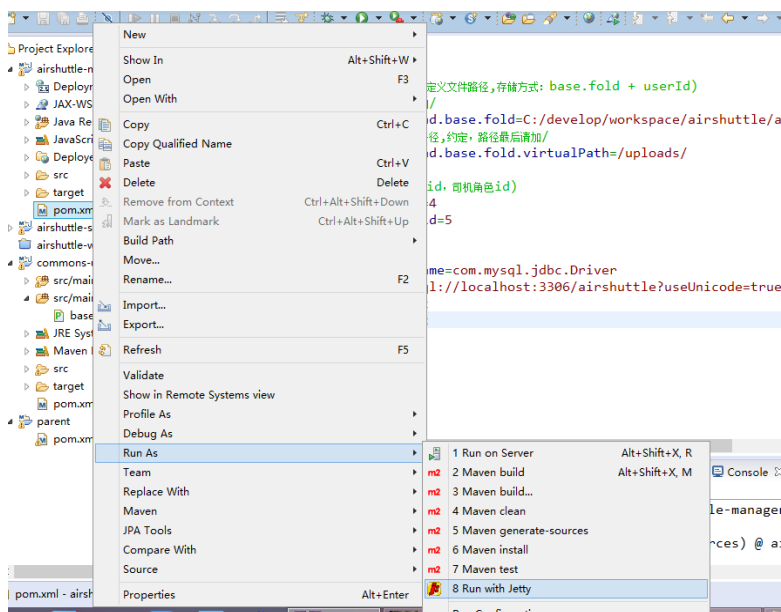 Project Explore
airshuttle-m
Deployr
JAX-WS
Java Re
JavaScri
Deploye
src
target
pom.xm
airshuttle-s
airshuttle-w
commons-
src/mai
src/mai
base
JRE Syst
Maven
src
target
pom.xm
parent
pom.xm
New
Show In Alt+Shift+W
Open F3
Open With
Copy Ctrl+C
Copy Qualified Name
Paste Ctrl+V
Delete Delete
Remove from Context Ctrl+Alt+Shift+Down
Mark as Landmark Ctrl+Alt+Shift+Up
Build Path
Move...
Rename... F2
Import...
Export...
Refresh F5
Validate
Show in Remote Systems view
Profile As
Debug As
Run As
Team
Replace With
Maven
JPA Tools
Compare With
Source
Properties Alt+Enter
1 Run on Server Alt+Shift+X, R
m2 2 Maven build Alt+Shift+X, M
m2 3 Maven build...
m2 4 Maven clean
m2 5 Maven generate-sources
m2 6 Maven install
m2 7 Maven test
8 Run with Jetty
定义文件路径,存储方式: base.fold + userId)
/
d.base.fold=C:/develop/workspace/airshuttle/a
径,约定, 路径最后请加/
d.base.fold.virtualPath=/uploads/
id, 司机角色id)
=4
d=5
me=com.mysql.jdbc.Driver
l://localhost:3306/airshuttle?useUnicode=true
Console
le-manager
rces) @ a
pom.xml - airsh